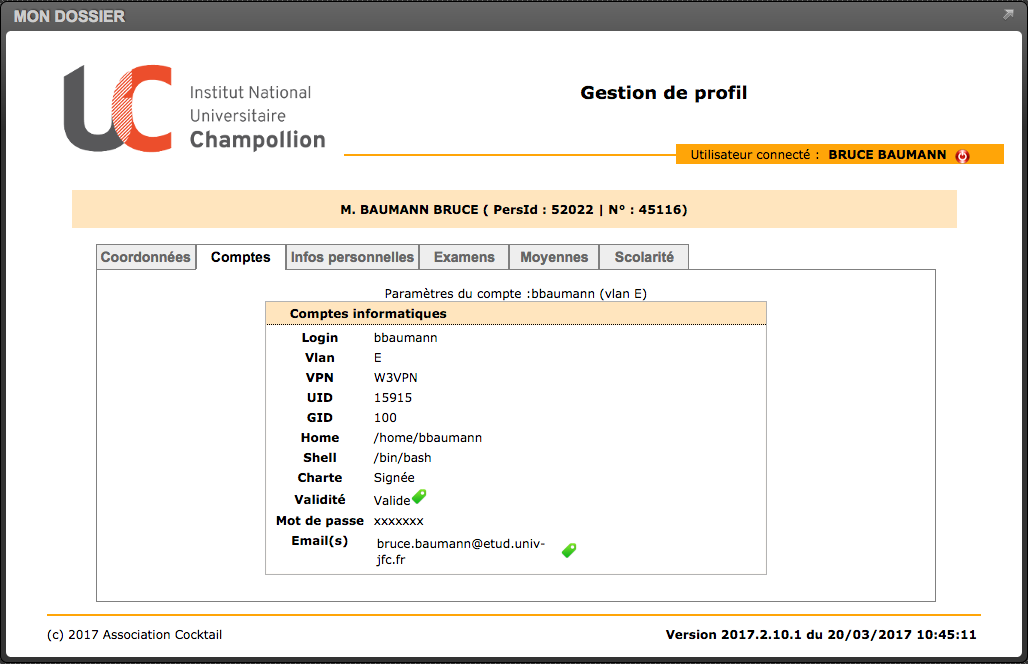 MON DOSSIER
UC
Institut National
Universitaire
Champollion
Gestion de profil
Utilisateur connecté : BRUCE BAUMANN
M. BAUMANN BRUCE ( PersId : 52022 | N° : 45116)
Coordonnées Comptes Infos personnelles Examens Moyennes Scolarité
Paramètres du compte :bbaumann (vlan E)
Comptes informatiques
Login bbaumann
Vlan E
VPN W3VPN
UID 15915
GID 100
Home /home/bbaumann
Shell /bin/bash
Charte Signée
Validité Valide
Mot de passe xxxxxxx
Email(s) bruce.baumann@etud.univ-
jfc.fr
(c) 2017 Association Cocktail Version 2017.2.10.1 du 20/03/2017 10:45:11